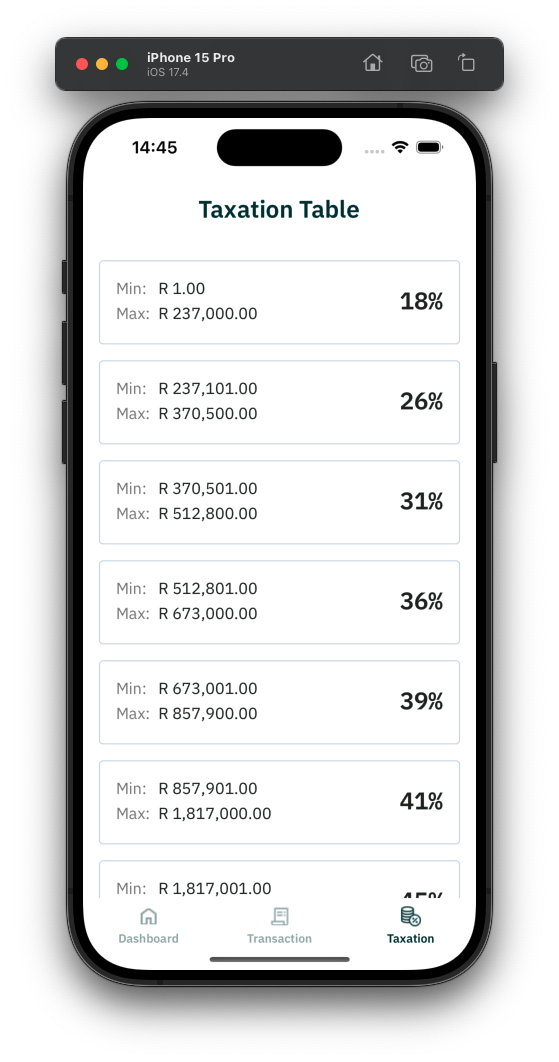 iPhone 15 Pro
iOS 17.4
14:45
Taxation Table
Min: R 1.00
Max: R 237,000.00
18%
Min: R 237,101.00
Max: R 370,500.00
26%
Min: R 370,501.00
Max: R 512,800.00
31%
Min: R 512,801.00
Max: R 673,000.00
36%
Min: R 673,001.00
Max: R 857,900.00
39%
Min: R 857,901.00
Max: R 1,817,000.00
41%
Min: R 1,817,001.00
Dashboard
Transaction
Taxation